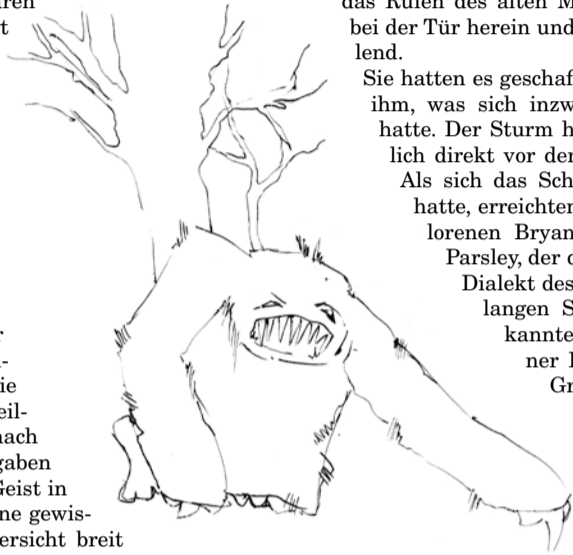 t
das Rufen des alten M
bei der Tür herein und
lend.
Sie hatten es geschaf
ihm, was sich inzw
hatte. Der Sturm h
lich direkt vor der
Als sich das Sch
hatte, erreichten
lorenen Bryan
Parsley, der d
Dialekt des
langen S
kannte
ner
Gr
r
ie
eil-
nach
gaben
Geist in
ne gewis-
ersicht breit